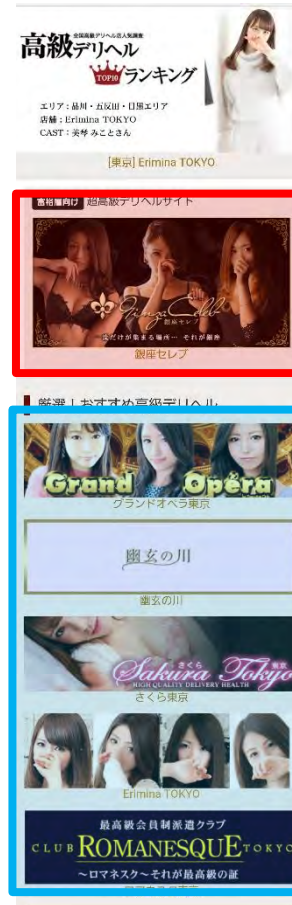 全国高級デリヘル店人気調査
高級デリヘル
TOP10 ランキング
エリア：品川・五反田・目黒エリア
店舗：Erimina TOKYO
CAST：美琴 みことさん
[東京] Erimina TOKYO
富裕層向け 超高級デリヘルサイト
Ginza Celeb
銀座セレブ
銀座セレブ
厳選！おすすめ高級デリヘル
Grand Opera
グランドオペラ東京
幽玄の川
幽玄の川
さくら 東京
Sakura Tokyo
HIGH QUALITY DELIVERY HEALTH
さくら東京
Erimina TOKYO
最高級会員制派遣クラブ
CLUB ROMANESQUE TOKYO
～ロマネスク～それが最高級の証